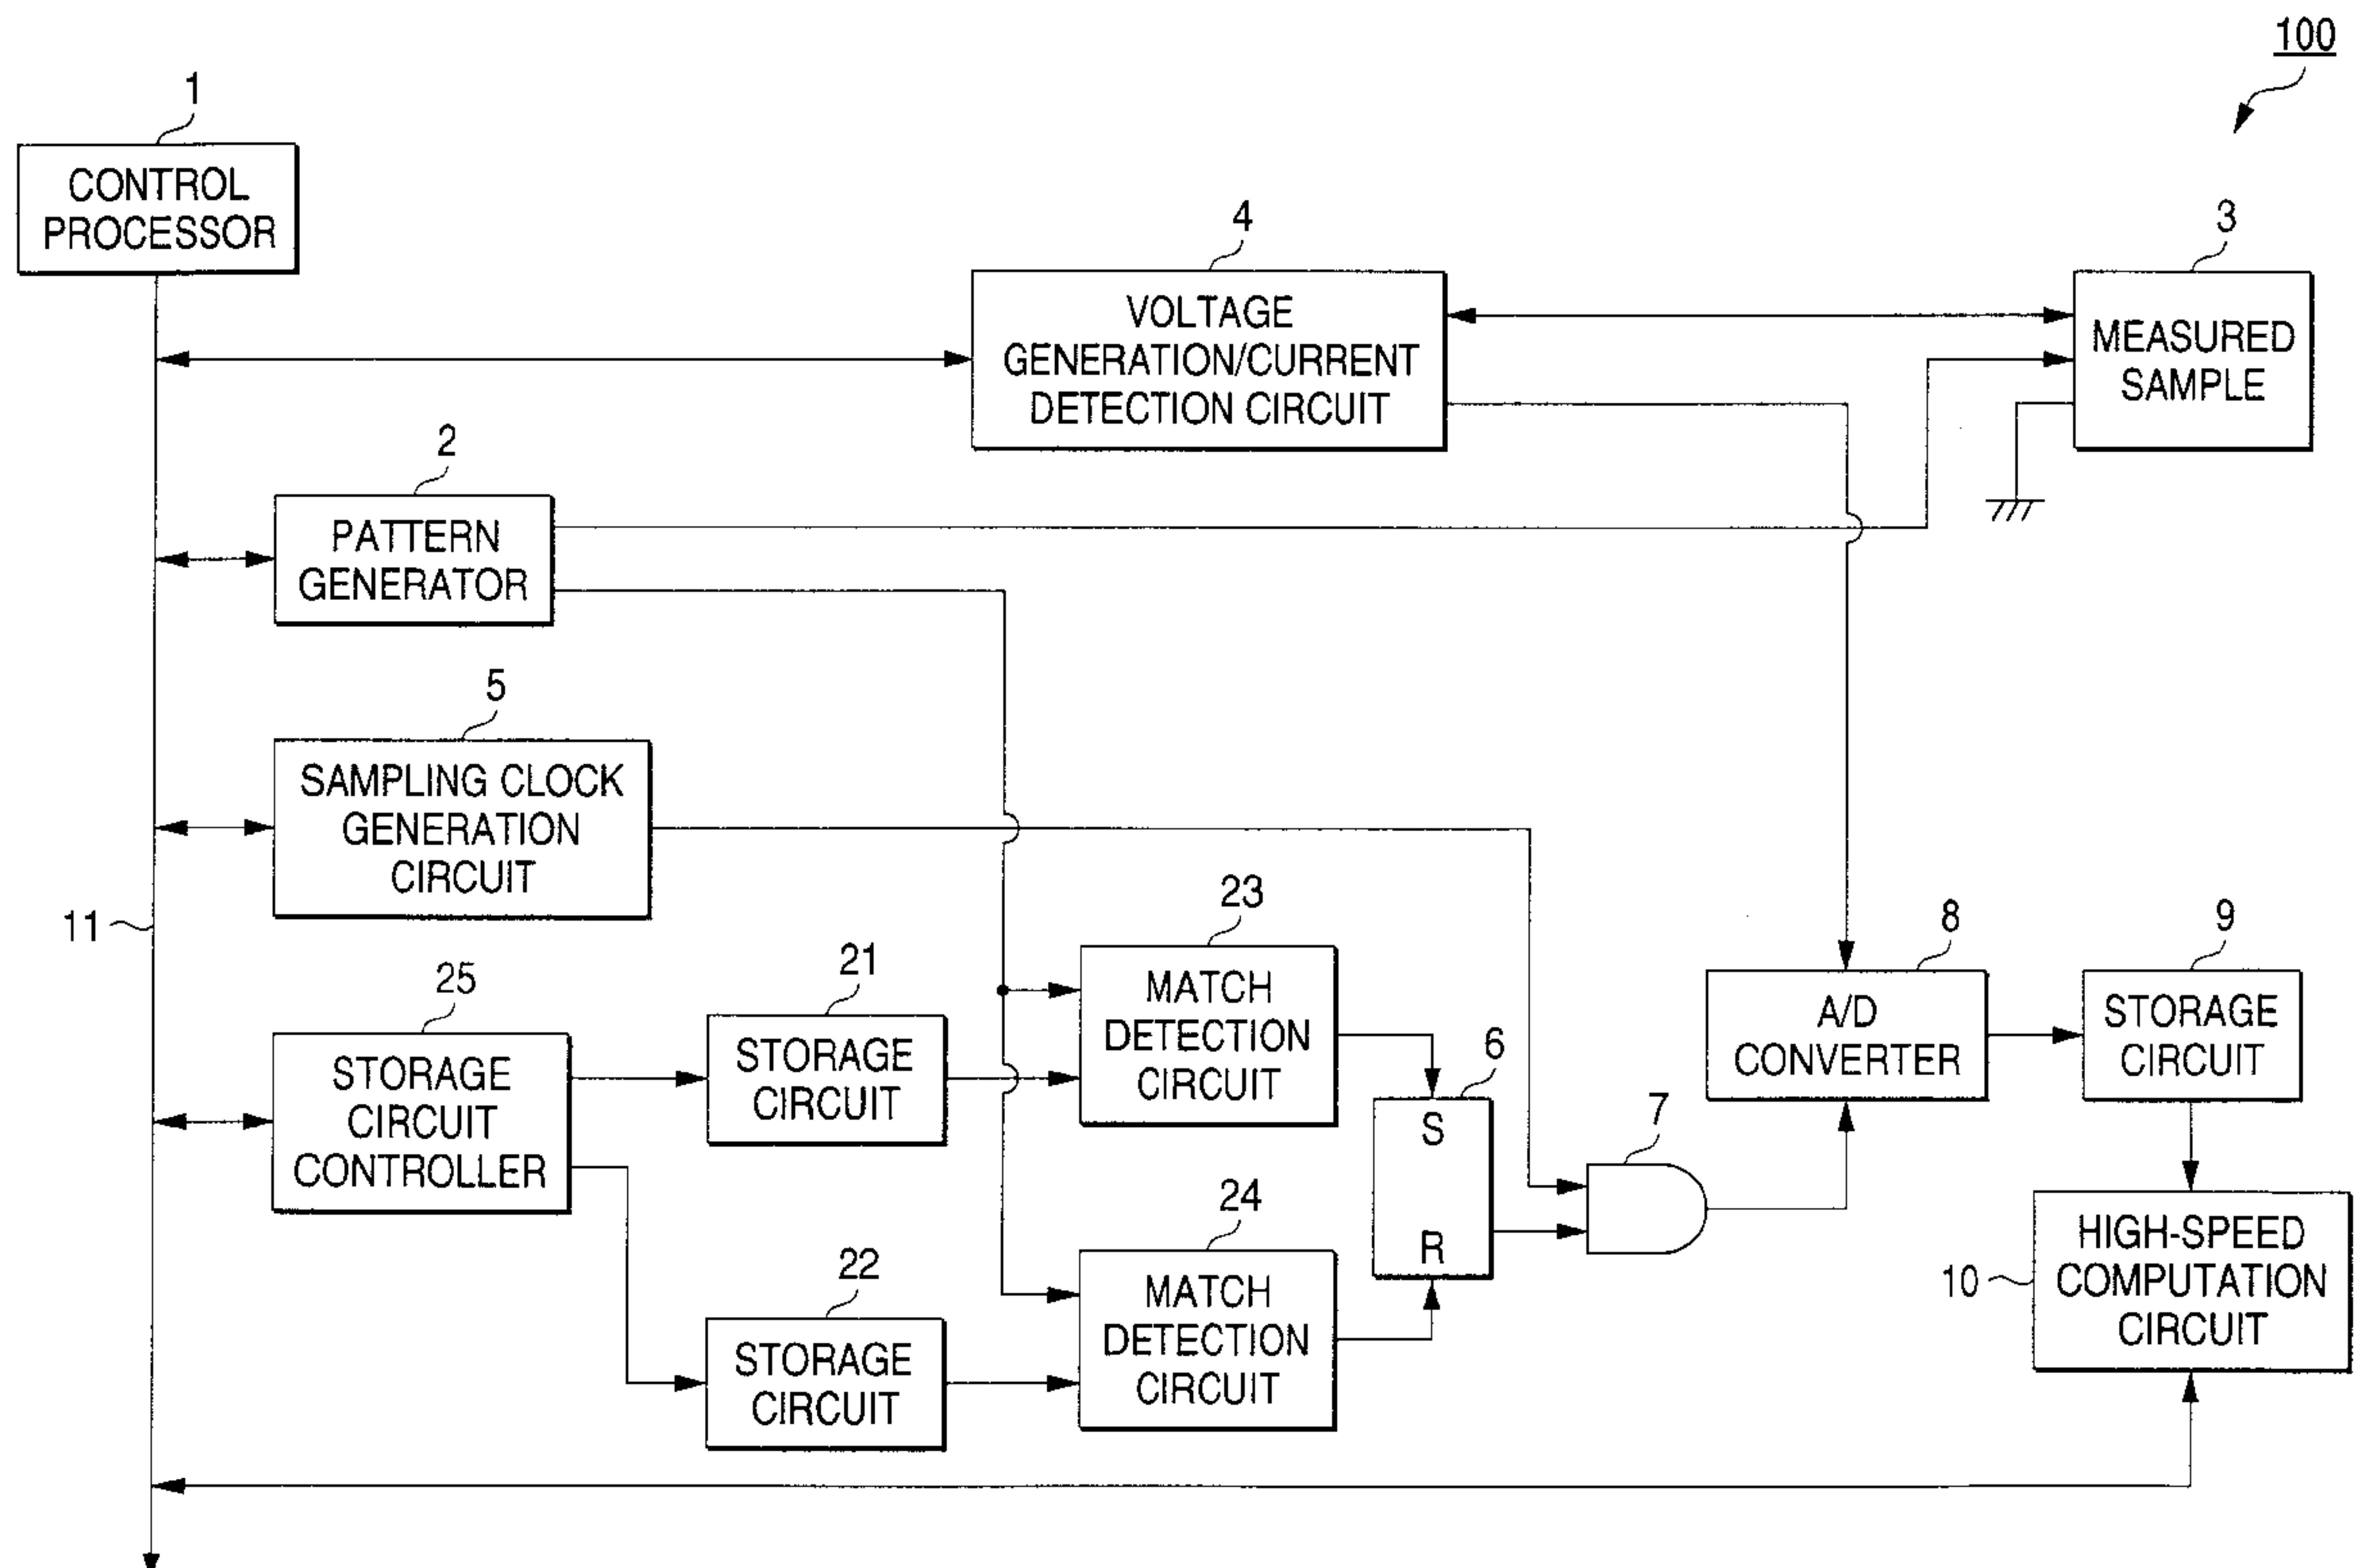 100
1
CONTROL
PROCESSOR
4
VOLTAGE
GENERATION/CURRENT
DETECTION CIRCUIT
3
MEASURED
SAMPLE
2
PATTERN
GENERATOR
5
SAMPLING CLOCK
GENERATION
CIRCUIT
11
25
STORAGE
CIRCUIT
CONTROLLER
21
STORAGE
CIRCUIT
23
MATCH
DETECTION
CIRCUIT
6
S
R
7
8
A/D
CONVERTER
9
STORAGE
CIRCUIT
22
STORAGE
CIRCUIT
24
MATCH
DETECTION
CIRCUIT
10
HIGH-SPEED
COMPUTATION
CIRCUIT